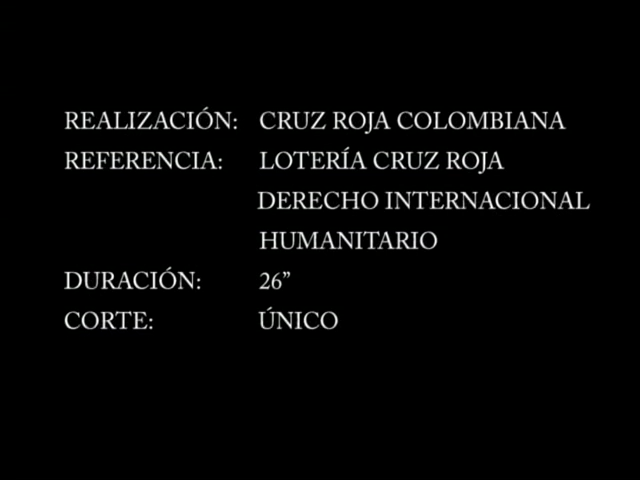 REALIZACIÓN: CRUZ ROJA COLOMBIANA
REFERENCIA: LOTERÍA CRUZ ROJA
DERECHO INTERNACIONAL
HUMANITARIO
DURACIÓN: 26”
CORTE: ÚNICO